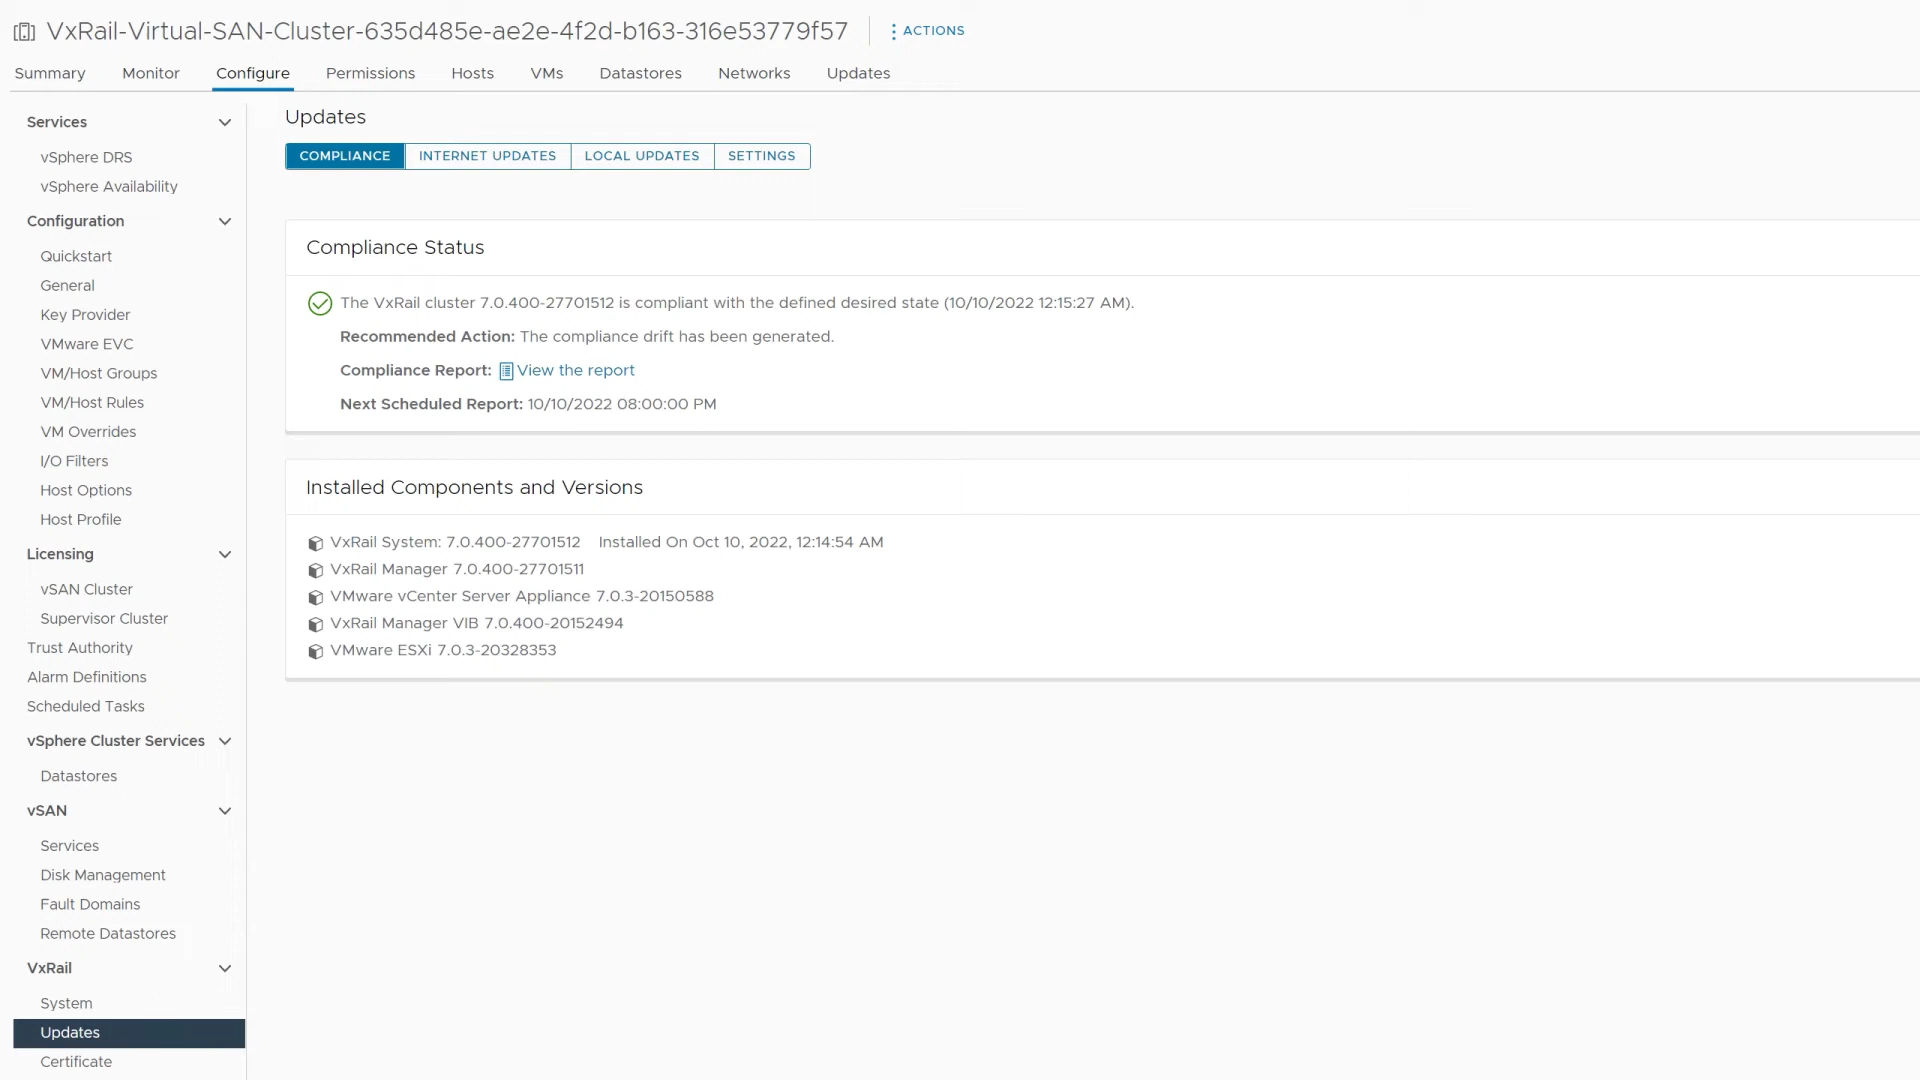 VxRail-Virtual-SAN-Cluster-635d485e-ae2e-4f2d-b163-316e53779f57
ACTIONS
Summary Monitor Configure Permissions Hosts VMs Datastores Networks Updates
Services
vSphere DRS
vSphere Availability
Configuration
Quickstart
General
Key Provider
VMware EVC
VM/Host Groups
VM/Host Rules
VM Overrides
I/O Filters
Host Options
Host Profile
Licensing
vSAN Cluster
Supervisor Cluster
Trust Authority
Alarm Definitions
Scheduled Tasks
vSphere Cluster Services
Datastores
vSAN
Services
Disk Management
Fault Domains
Remote Datastores
VxRail
System
Updates
Certificate
Updates
COMPLIANCE INTERNET UPDATES LOCAL UPDATES SETTINGS
Compliance Status
The VxRail cluster 7.0.400-27701512 is compliant with the defined desired state (10/10/2022 12:15:27 AM).
Recommended Action: The compliance drift has been generated.
Compliance Report: View the report
Next Scheduled Report: 10/10/2022 08:00:00 PM
Installed Components and Versions
VxRail System: 7.0.400-27701512 Installed On Oct 10, 2022, 12:14:54 AM
VxRail Manager 7.0.400-27701511
VMware vCenter Server Appliance 7.0.3-20150588
VxRail Manager VIB 7.0.400-20152494
VMware ESXi 7.0.3-20328353